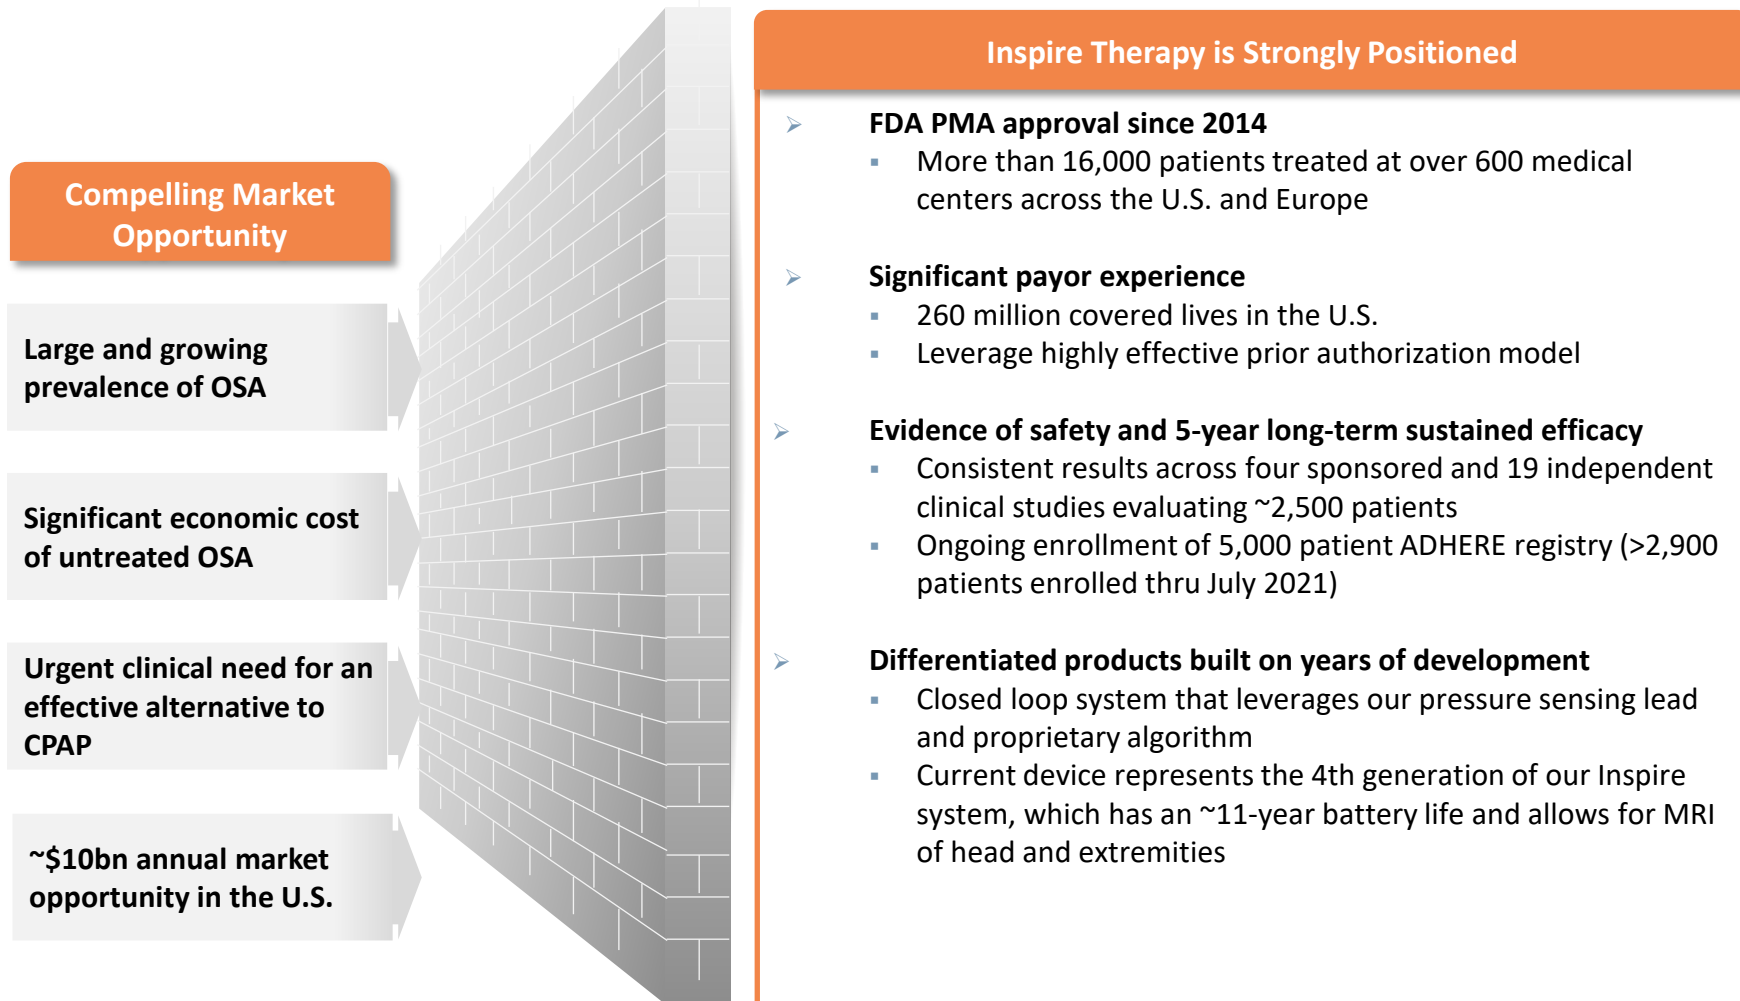 Compelling Market
Opportunity
Large and growing
prevalence of OSA
Significant economic cost
of untreated OSA
Urgent clinical need for an
effective alternative to
CPAP
~$10bn annual market
opportunity in the U.S.
Inspire Therapy is Strongly Positioned
➢ FDA PMA approval since 2014
▪ More than 16,000 patients treated at over 600 medical
centers across the U.S. and Europe
➢ Significant payor experience
▪ 260 million covered lives in the U.S.
▪ Leverage highly effective prior authorization model
➢ Evidence of safety and 5-year long-term sustained efficacy
▪ Consistent results across four sponsored and 19 independent
clinical studies evaluating ~2,500 patients
▪ Ongoing enrollment of 5,000 patient ADHERE registry (>2,900
patients enrolled thru July 2021)
➢ Differentiated products built on years of development
▪ Closed loop system that leverages our pressure sensing lead
and proprietary algorithm
▪ Current device represents the 4th generation of our Inspire
system, which has an ~11-year battery life and allows for MRI
of head and extremities